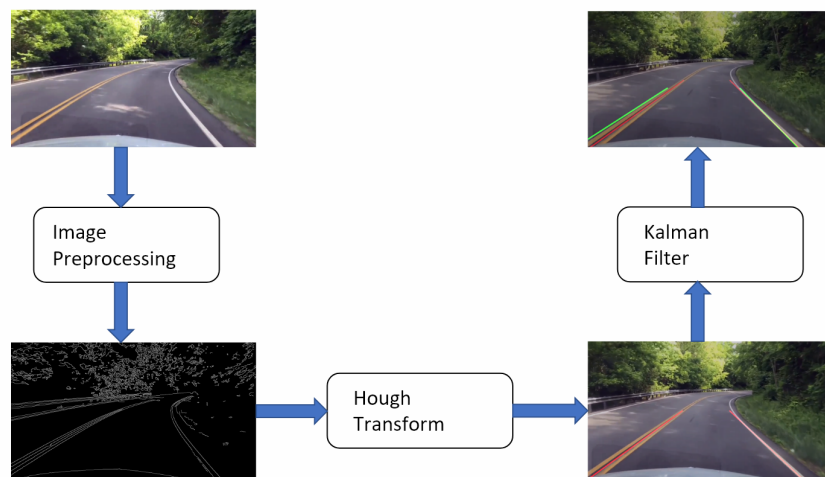 Image
Preprocessing
Hough
Transform
Kalman
Filter